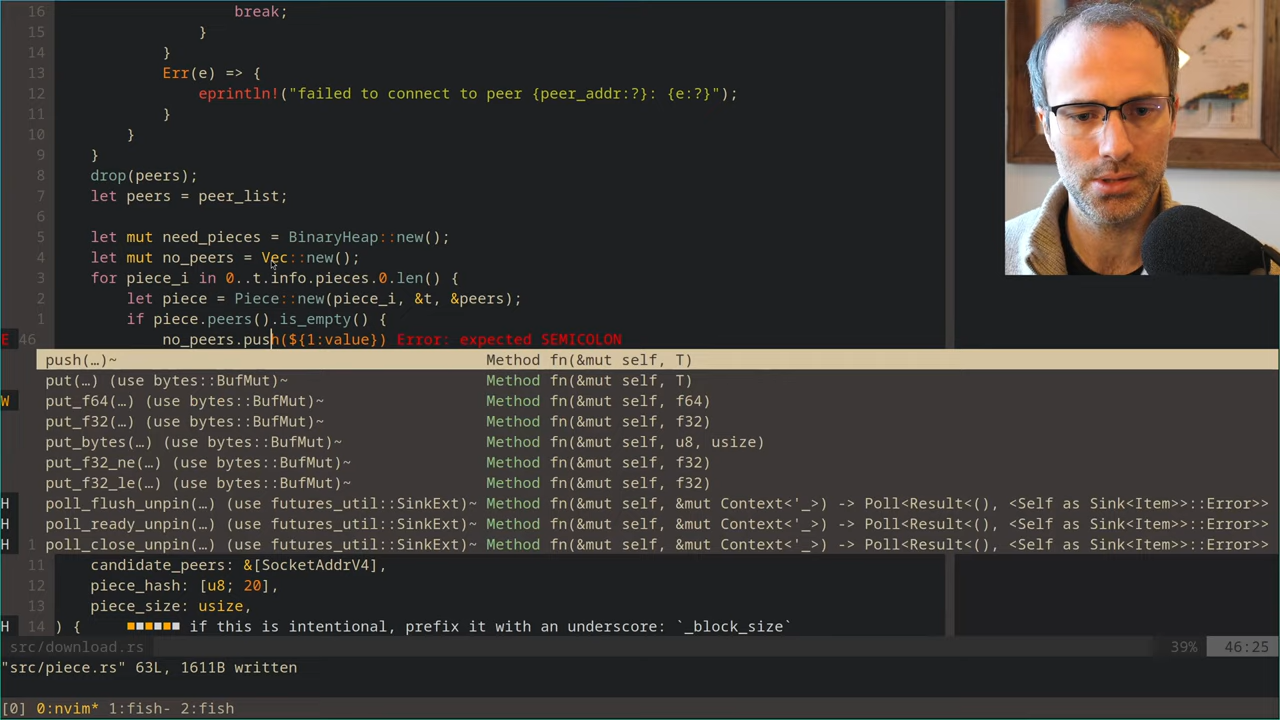 16 break;
15 }
14 }
13 Err(e) => {
12 eprintln!("failed to connect to peer {peer_addr:?}: {e:?}");
11 }
10 }
9 }
8 drop(peers);
7 let peers = peer_list;
6
5 let mut need_pieces = BinaryHeap::new();
4 let mut no_peers = Vec::new();
3 for piece_i in 0..t.info.pieces.0.len() {
2 let piece = Piece::new(piece_i, &t, &peers);
1 if piece.peers().is_empty() {
E 46 no_peers.push(${1:value}) Error: expected SEMICOLON
push(…)~ Method fn(&mut self, T)
put(…) (use bytes::BufMut)~ Method fn(&mut self, T)
W put_f64(…) (use bytes::BufMut)~ Method fn(&mut self, f64)
put_f32(…) (use bytes::BufMut)~ Method fn(&mut self, f32)
put_bytes(…) (use bytes::BufMut)~ Method fn(&mut self, u8, usize)
put_f32_ne(…) (use bytes::BufMut)~ Method fn(&mut self, f32)
put_f32_le(…) (use bytes::BufMut)~ Method fn(&mut self, f32)
H poll_flush_unpin(…) (use futures_util::SinkExt)~ Method fn(&mut self, &mut Context<'_>) -> Poll<Result<(), <Self as Sink<Item>>::Error>>
H poll_ready_unpin(…) (use futures_util::SinkExt)~ Method fn(&mut self, &mut Context<'_>) -> Poll<Result<(), <Self as Sink<Item>>::Error>>
H 1 poll_close_unpin(…) (use futures_util::SinkExt)~ Method fn(&mut self, &mut Context<'_>) -> Poll<Result<(), <Self as Sink<Item>>::Error>>
11 candidate_peers: &[SocketAddrV4],
12 piece_hash: [u8; 20],
13 piece_size: usize,
H 14 ) { ■■■■■■ if this is intentional, prefix it with an underscore: `_block_size`
src/download.rs 39% 46:25
"src/piece.rs" 63L, 1611B written
[0] 0:nvim* 1:fish- 2:fish